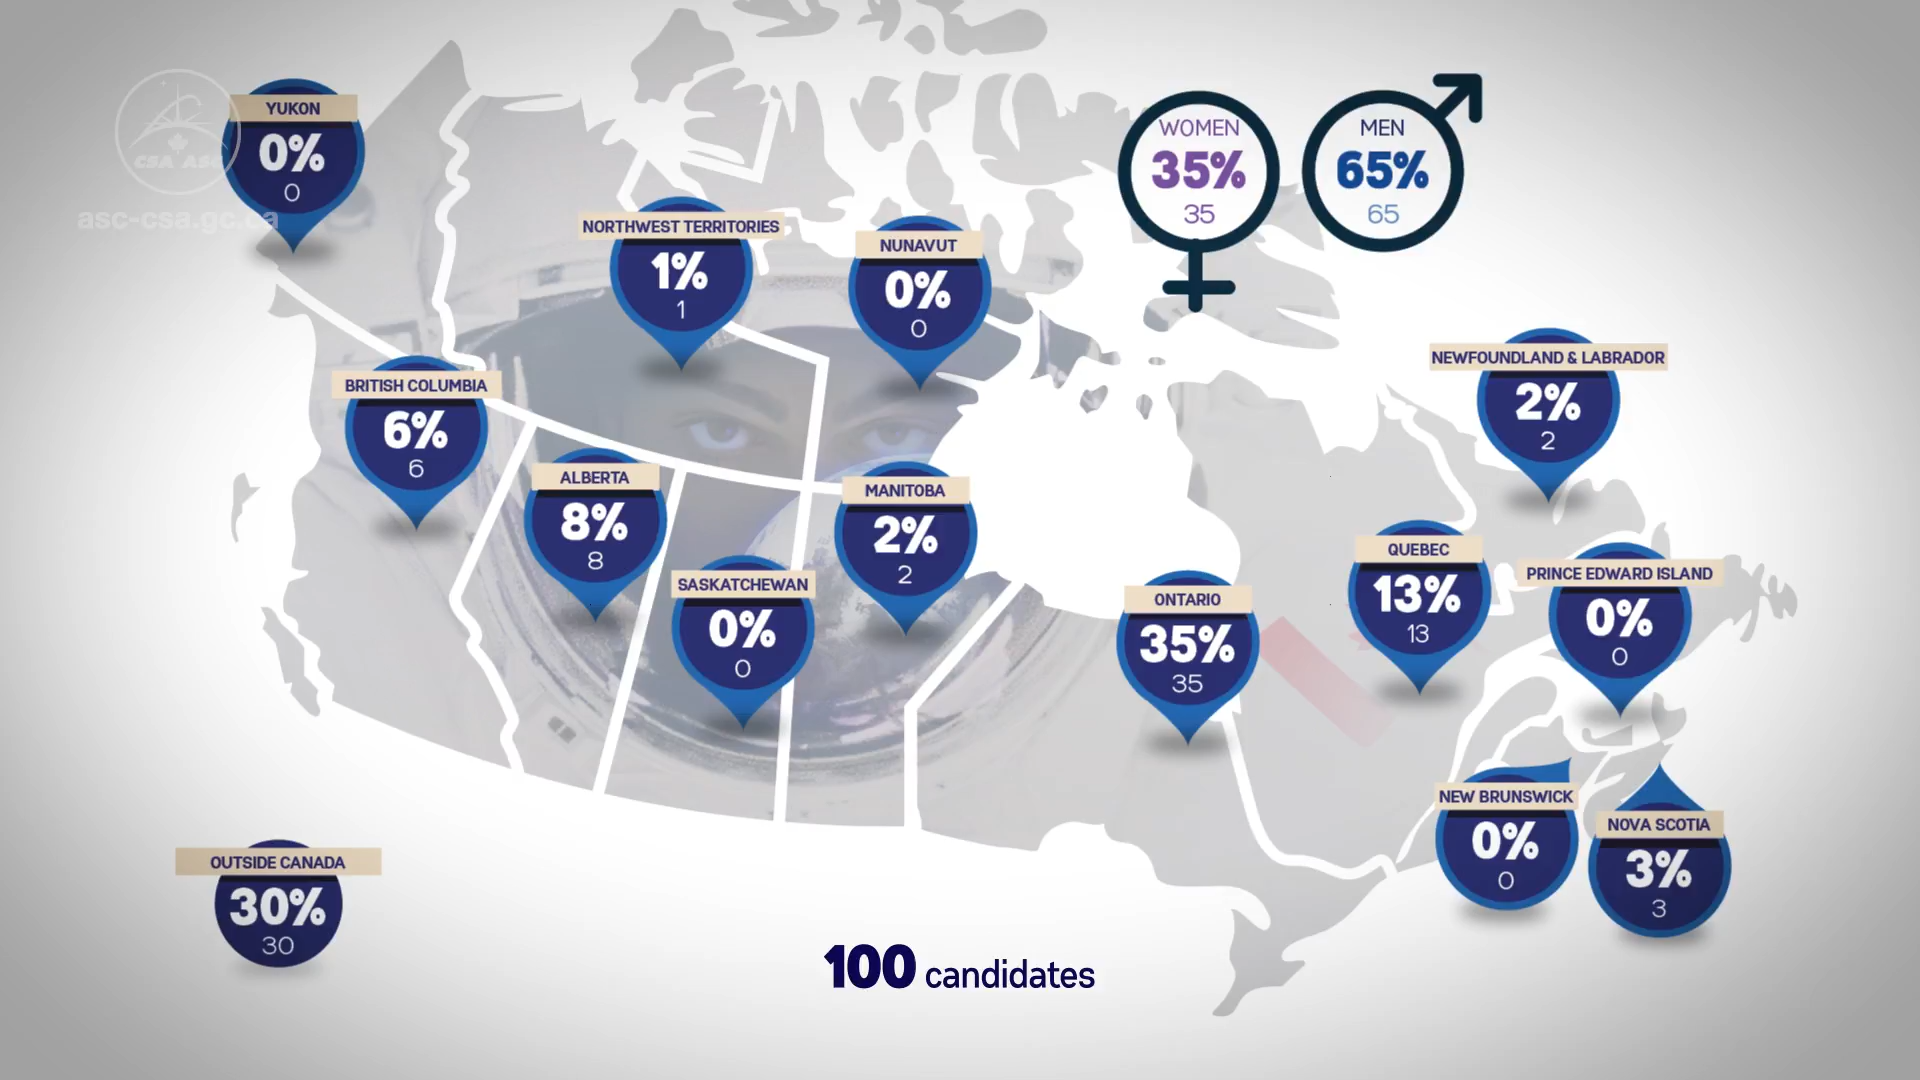 CSA ASC
asc-csa.gc.ca
YUKON
0%
0
NORTHWEST TERRITORIES
1%
1
NUNAVUT
0%
0
WOMEN
35%
35
MEN
65%
65
BRITISH COLUMBIA
6%
6
ALBERTA
8%
8
SASKATCHEWAN
0%
0
MANITOBA
2%
2
ONTARIO
35%
35
QUEBEC
13%
13
NEWFOUNDLAND & LABRADOR
2%
2
PRINCE EDWARD ISLAND
0%
0
NEW BRUNSWICK
0%
0
NOVA SCOTIA
3%
3
OUTSIDE CANADA
30%
30
100 candidates